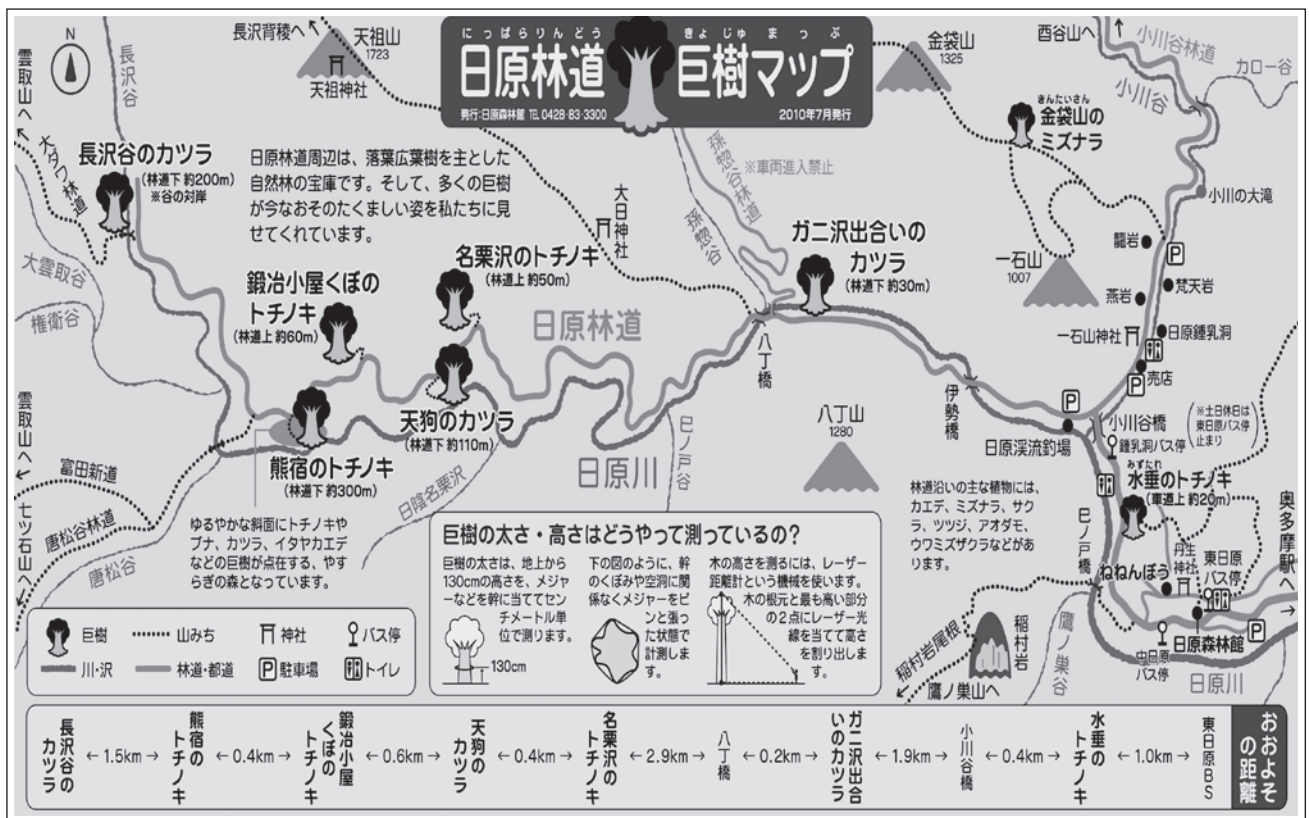 にっぱらりんどう
きょじゅまっぷ
日原林道 巨樹マップ
発行:日原森林館 TEL 0428-83-3300
2010年7月発行
N
雲取山へ
長沢谷
長沢背稜へ
天祖山
1723
天祖神社
金袋山
1325
酉谷山へ
小川谷林道
小川谷
カロー谷
きんたいさん
金袋山の
ミズナラ
大ダワ林道
長沢谷のカツラ
(林道下 約200m)
※谷の対岸
日原林道周辺は、落葉広葉樹を主とした
自然林の宝庫です。そして、多くの巨樹
が今なおそのたくましい姿を私たちに見
せてくれています。
孫惣谷林道
※車両進入禁止
孫惣谷
大日神社
小川の大滝
ガニ沢出合いの
カツラ
(林道下 約30m)
一石山
1007
籠岩
P
梵天岩
燕岩
一石山神社
日原鍾乳洞
売店
P
大雲取谷
権衛谷
名栗沢のトチノキ
(林道上 約50m)
鍛冶小屋くぼの
トチノキ
(林道上 約60m)
日原林道
八丁橋
天狗のカツラ
(林道下 約110m)
熊宿のトチノキ
(林道下 約300m)
日原川
巳ノ戸谷
日陰名栗沢
八丁山
1280
伊勢橋
P
日原渓流釣場
小川谷橋
鍾乳洞バス停
(※土日休日は
東日原バス停
止まり)
みずたれ
水垂のトチノキ
(車道上 約20m)
雲取山へ
富田新道
七ツ石山へ
唐松谷林道
唐松谷
ゆるやかな斜面にトチノキや
ブナ、カツラ、イタヤカエデ
などの巨樹が点在する、やす
らぎの森となっています。
林道沿いの主な植物には、
カエデ、ミズナラ、サク
ラ、ツツジ、アオダモ、
ウワミズザクラなどがあ
ります。
巳ノ戸橋
丹生
神社
ねねんぼう
東日原
バス停
奥多摩駅へ
日原森林館
P
中日原
バス停
日原川
稲村岩尾根
稲村岩
鷹ノ巣山へ
鷹ノ巣谷
巨樹の太さ・高さはどうやって測っているの?
巨樹の太さは、地上から
130cmの高さを、メジャ
ーなどを幹に当ててセン
チメートル単
位で測ります。
130cm
下の図のように、幹
のくぼみや空洞に関
係なくメジャーをピ
ンと張っ
た状態で
計測しま
す。
木の高さを測るには、レーザー
距離計という機械を使います。
木の根元と最も高い部分
の2点にレーザー光
線を当てて高さ
を割り出しま
す。
巨樹
山みち
神社
バス停
川・沢
林道・都道
P 駐車場
トイレ
長沢谷の
カツラ
←1.5km→
熊宿の
トチノキ
←0.4km→
鍛冶小屋
くぼの
トチノキ
←0.6km→
天狗の
カツラ
←0.4km→
名栗沢の
トチノキ
←2.9km→
八丁橋
←0.2km→
ガニ沢出合
いのカツラ
←1.9km→
小川谷橋
←0.4km→
水垂の
トチノキ
←1.0km→
東日原BS
おおよそ
の距離